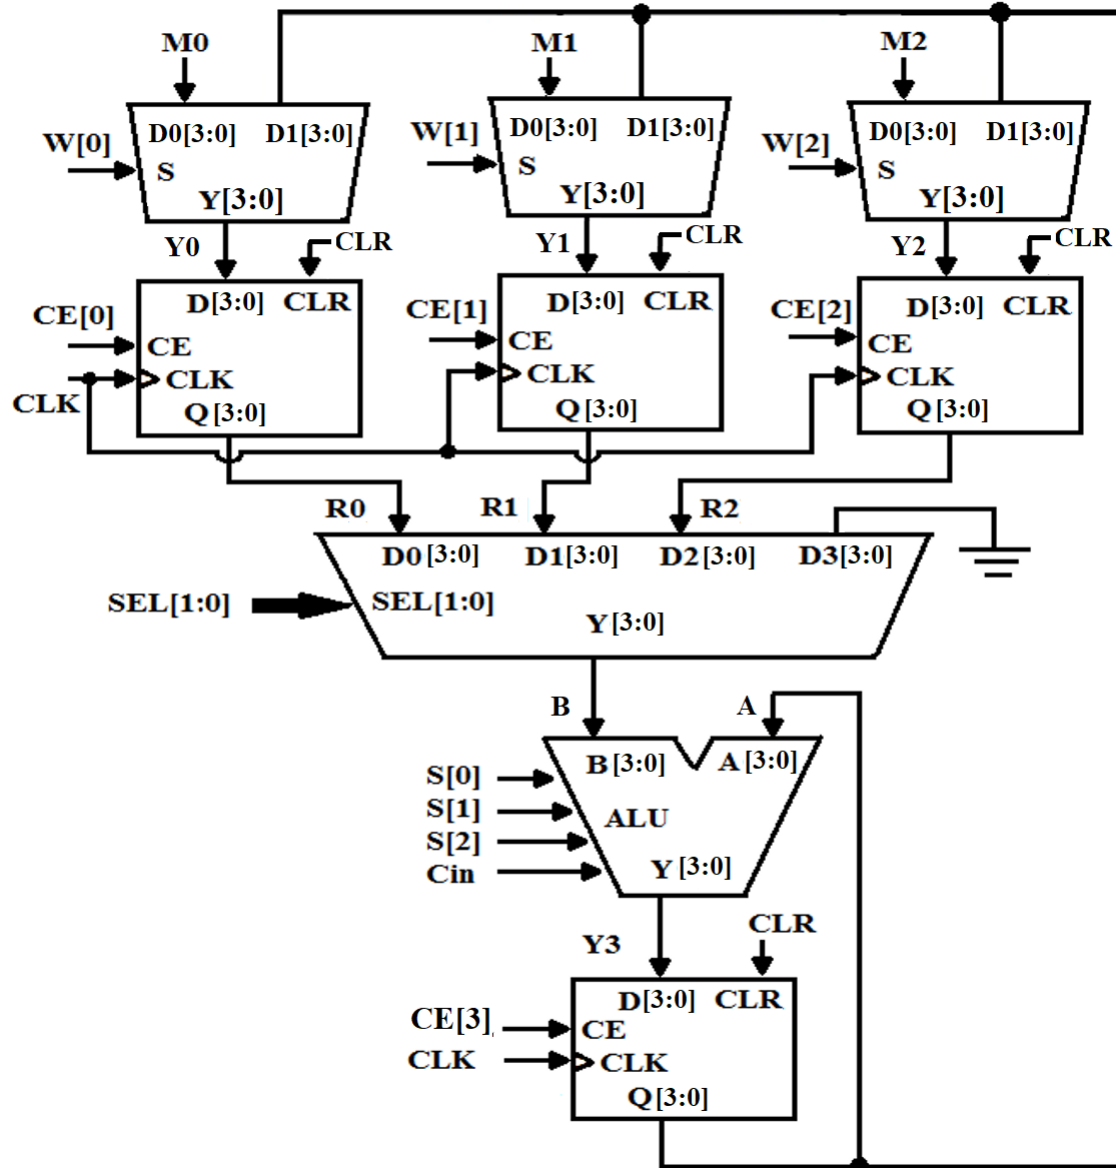 M0 M1 M2
D0[3:0] D1[3:0] D0[3:0] D1[3:0] D0[3:0] D1[3:0]
W[0] W[1] W[2]
S S S
Y[3:0] Y[3:0] Y[3:0]
Y0 CLR Y1 CLR Y2 CLR
D[3:0] CLR D[3:0] CLR D[3:0] CLR
CE[0] CE[1] CE[2]
CE CE CE
CLK CLK CLK CLK
Q[3:0] Q[3:0] Q[3:0]
R0 R1 R2
D0[3:0] D1[3:0] D2[3:0] D3[3:0]
SEL[1:0] SEL[1:0]
Y[3:0]
B A
B[3:0] A[3:0]
S[0]
S[1] ALU
S[2]
Cin Y[3:0]
CLR
Y3
D[3:0] CLR
CE[3] CE
CLK CLK
Q[3:0]